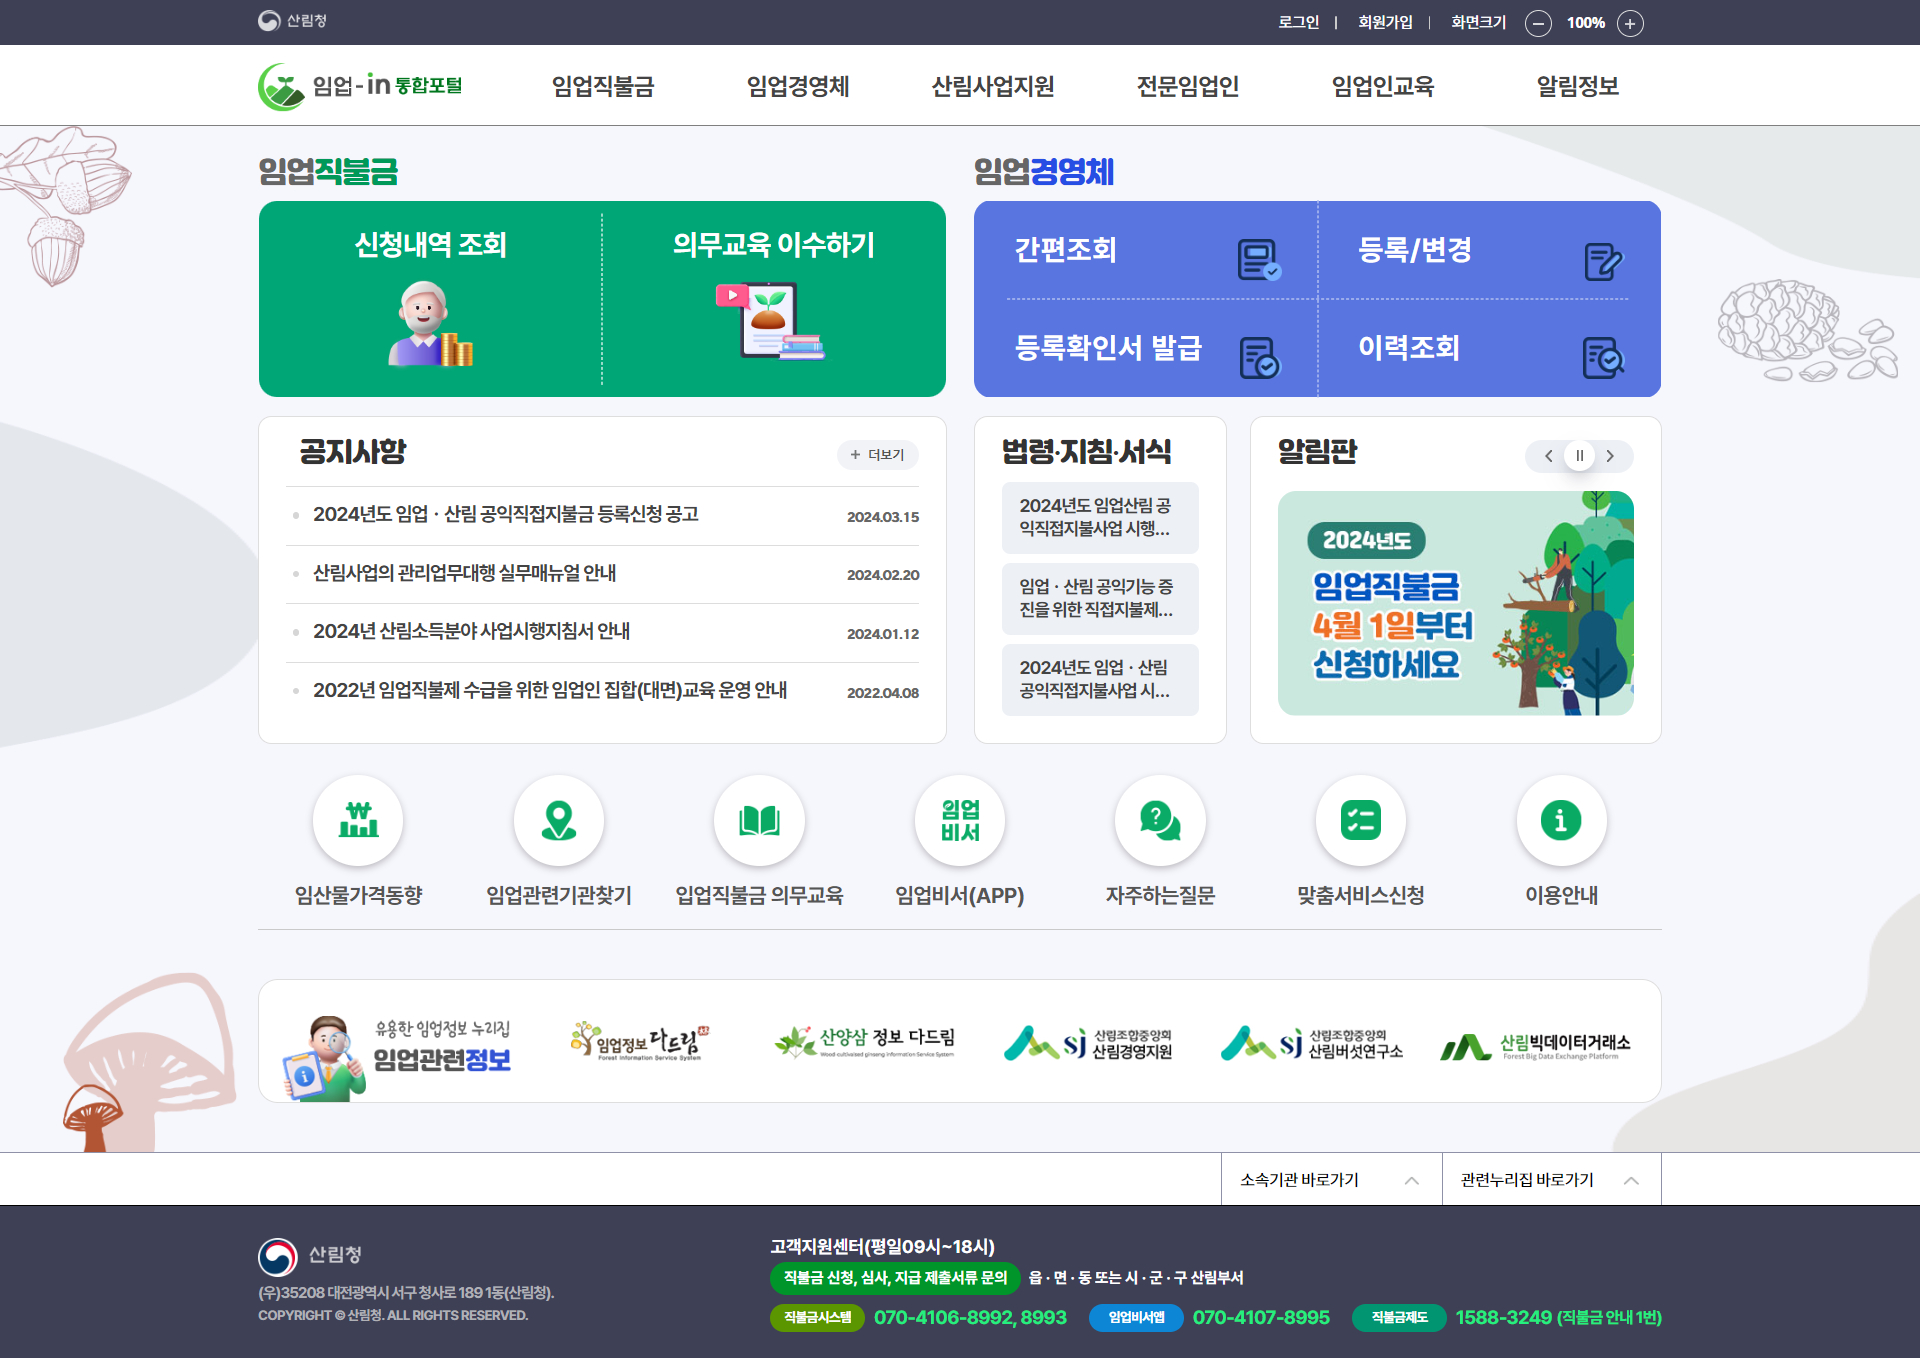 산림청
로그인 | 회원가입 | 화면크기 100%
임업-in 통합포털
임업직불금 임업경영체 산림사업지원 전문임업인 임업인교육 알림정보
임업직불금
신청내역 조회
의무교육 이수하기
임업경영체
간편조회
등록/변경
등록확인서 발급
이력조회
공지사항
+ 더보기
2024년도 임업 · 산림 공익직접지불금 등록신청 공고 2024.03.15
산림사업의 관리업무대행 실무매뉴얼 안내 2024.02.20
2024년 산림소득분야 사업시행지침서 안내 2024.01.12
2022년 임업직불제 수급을 위한 임업인 집합(대면)교육 운영 안내 2022.04.08
법령·지침·서식
2024년도 임업산림 공
익직접지불사업 시행...
임업 · 산림 공익기능 증
진을 위한 직접지불제...
2024년도 임업 · 산림
공익직접지불사업 시...
알림판
2024년도
임업직불금
4월 1일부터
신청하세요
임산물가격동향
임업관련기관찾기
입업직불금 의무교육
임업
비서
임업비서(APP)
자주하는질문
맞춤서비스신청
이용안내
유용한 임업정보 누리집
임업관련정보
임업정보 다드림
Forest Information Service System
산양삼 정보 다드림
Wood-cultivated ginseng Information Service System
SJ 산림조합중앙회
산림경영지원
SJ 산림조합중앙회
산림버섯연구소
산림빅데이터거래소
Forest Big Data Exchange Platform
소속기관 바로가기
관련누리집 바로가기
산림청
(우)35208 대전광역시 서구 청사로 189 1동(산림청).
COPYRIGHT © 산림청. ALL RIGHTS RESERVED.
고객지원센터(평일09시~18시)
직불금 신청, 심사, 지급 제출서류 문의 읍 · 면 · 동 또는 시 · 군 · 구 산림부서
직불금시스템 070-4106-8992, 8993 임업비서앱 070-4107-8995 직불금제도 1588-3249 (직불금 안내 1번)